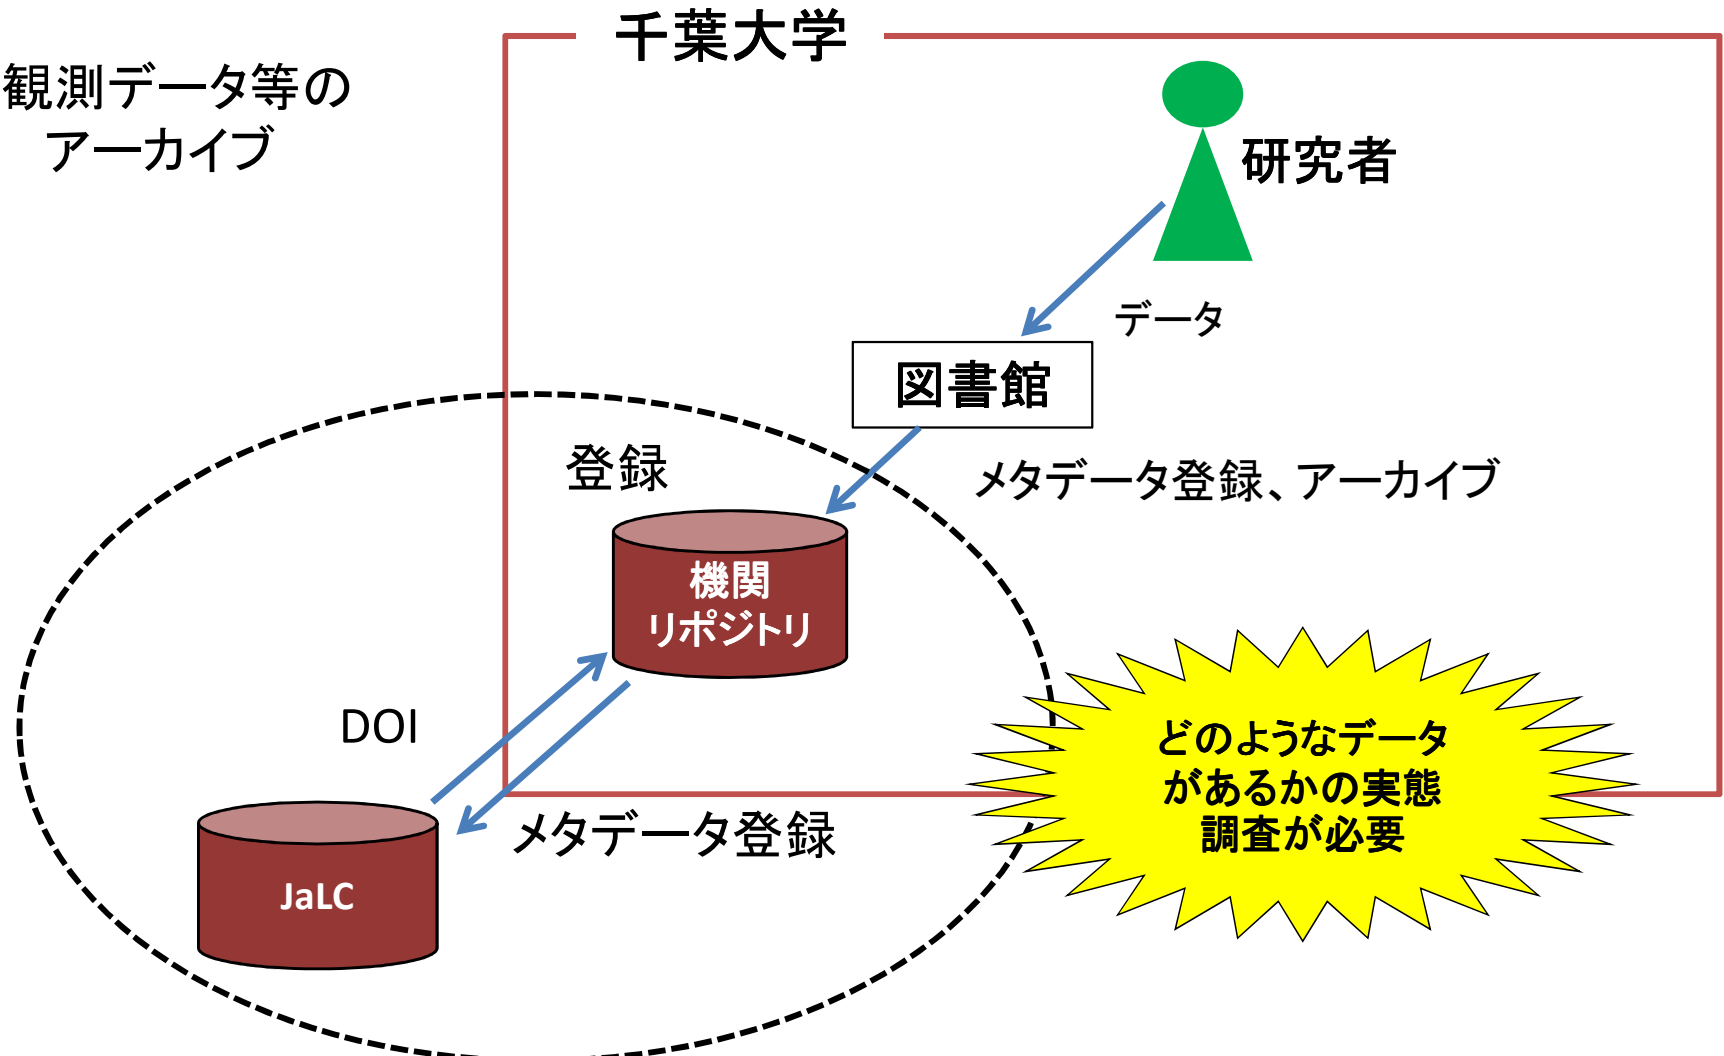 千葉大学
観測データ等の
アーカイブ
研究者
データ
図書館
登録
メタデータ登録、アーカイブ
機関
リポジトリ
DOI
どのようなデータ
があるかの実態
調査が必要
メタデータ登録
JaLC